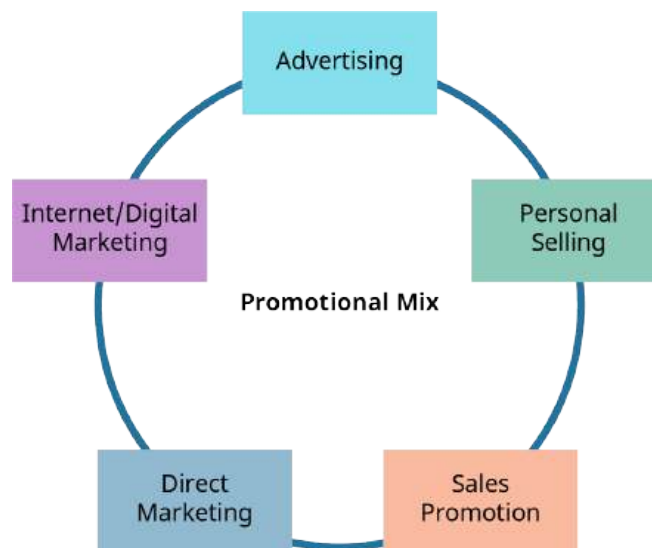 Advertising
Internet/Digital
Marketing
Personal
Selling
Promotional Mix
Direct
Marketing
Sales
Promotion